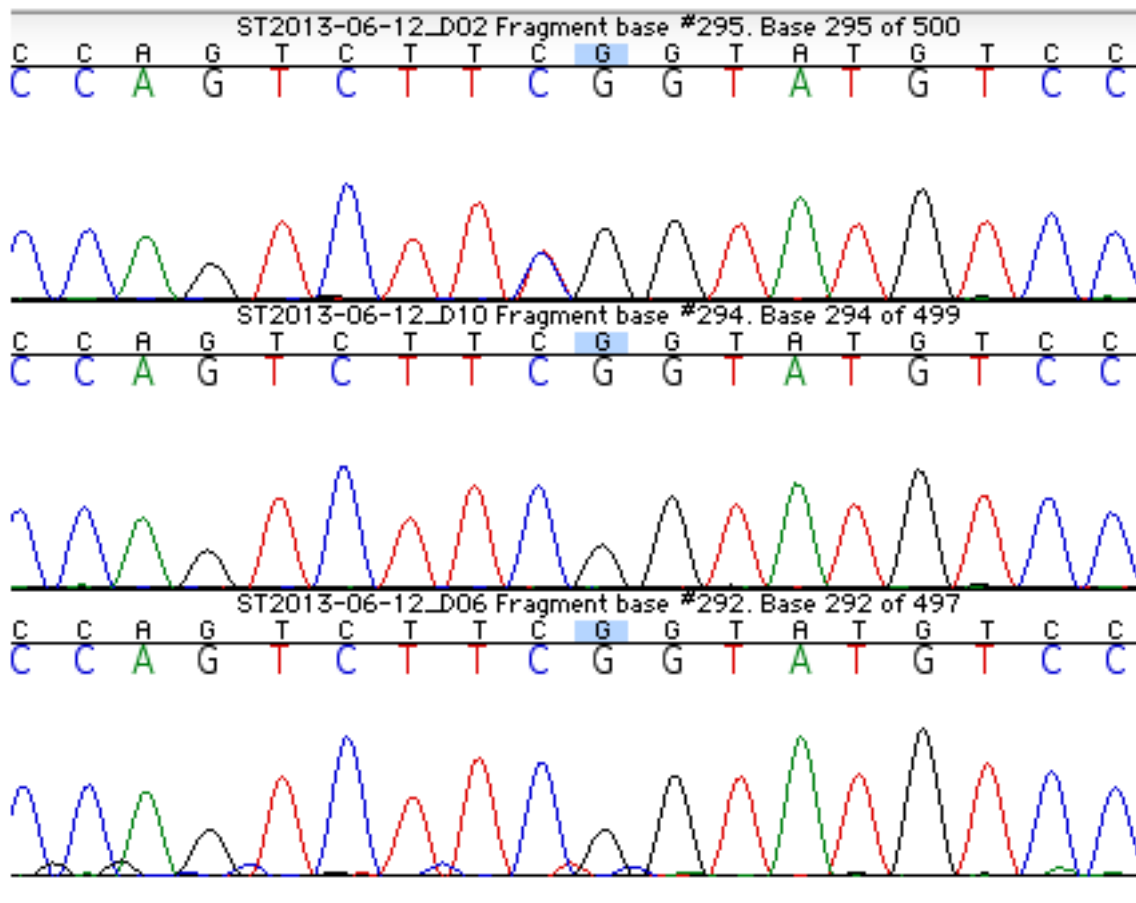 ST2013-06-12_D02 Fragment base #295. Base 295 of 500
C C A G T C T T C G G T A T G T C C
C C A G T C T T C G G T A T G T C C
ST2013-06-12_D10 Fragment base #294. Base 294 of 499
C C A G T C T T C G G T A T G T C C
C C A G T C T T C G G T A T G T C C
ST2013-06-12_D06 Fragment base #292. Base 292 of 497
C C A G T C T T C G G T A T G T C C
C C A G T C T T C G G T A T G T C C